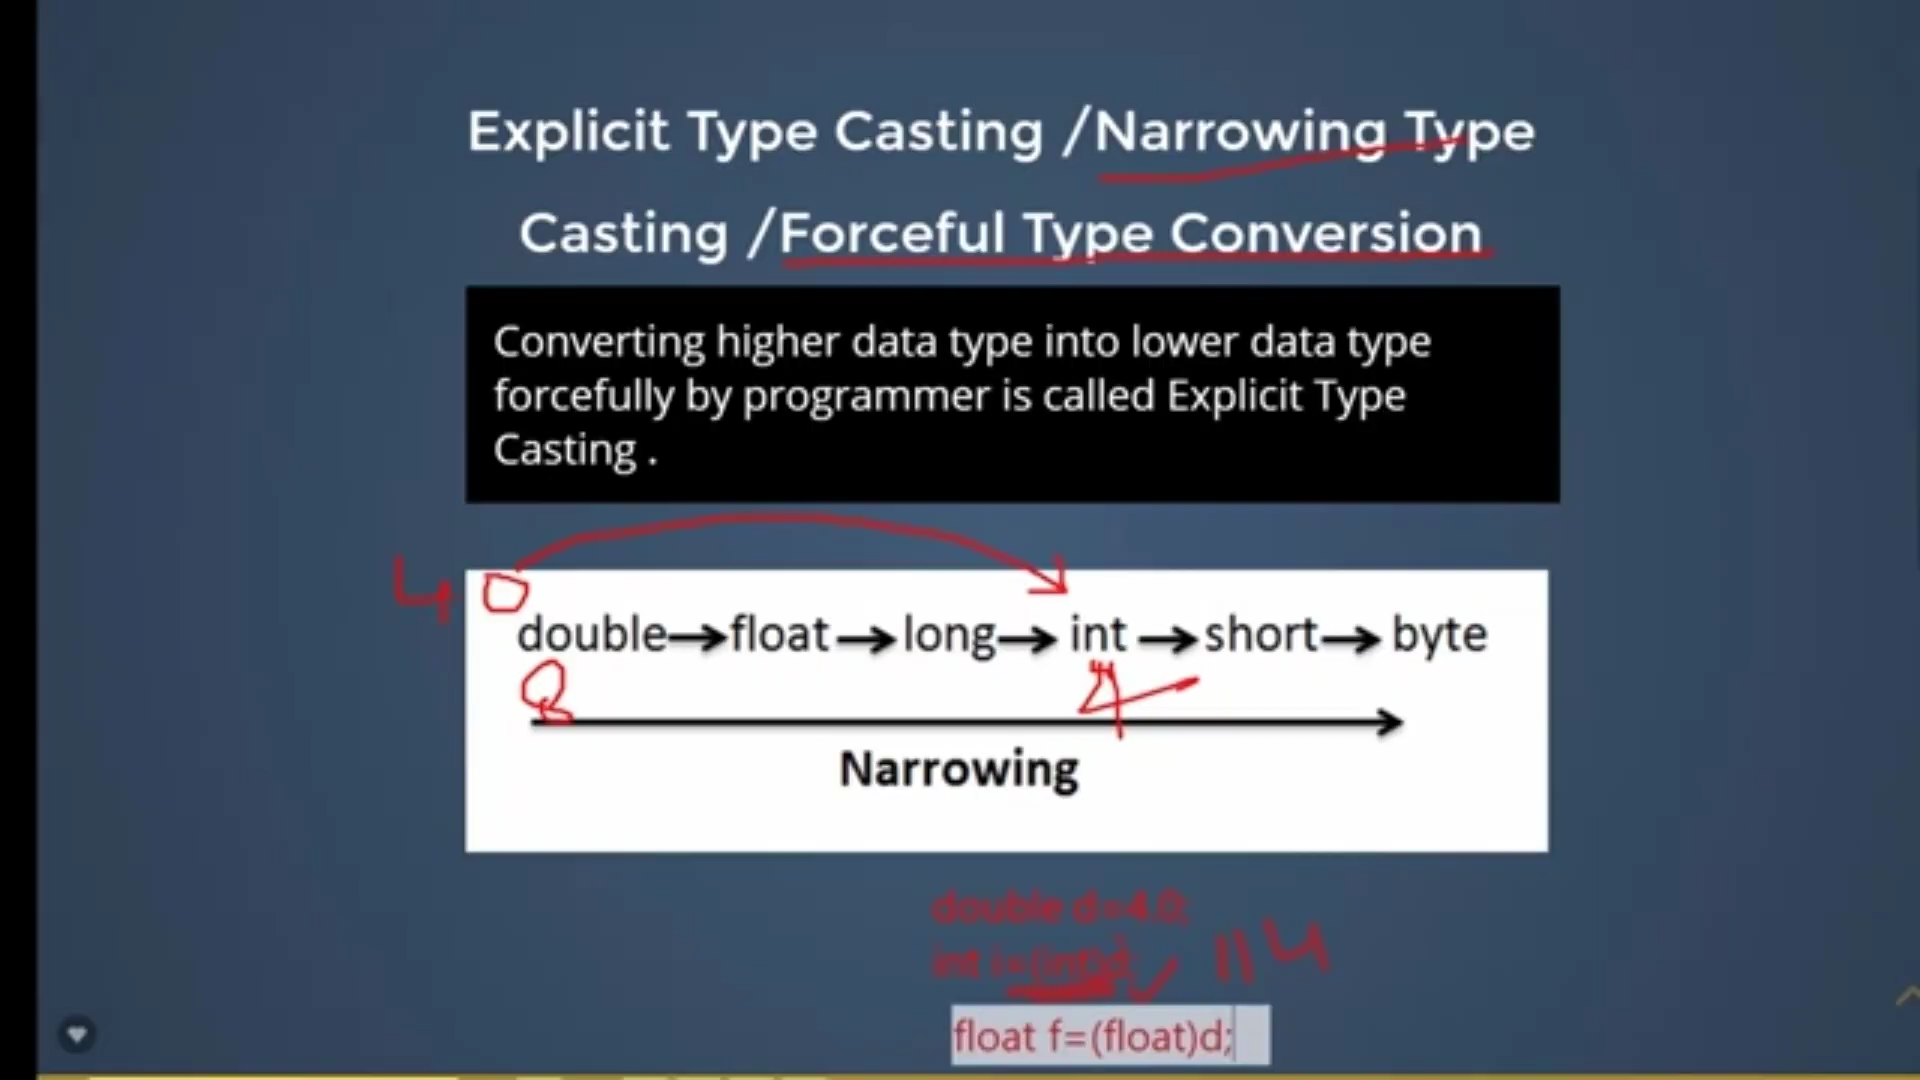 Explicit Type Casting /Narrowing Type
Casting /Forceful Type Conversion
Converting higher data type into lower data type
forcefully by programmer is called Explicit Type
Casting .
4 0
double→float→long→int→short→byte
8 4
Narrowing
double d=4.0;
int i=(int)d; //4
float f=(float)d;